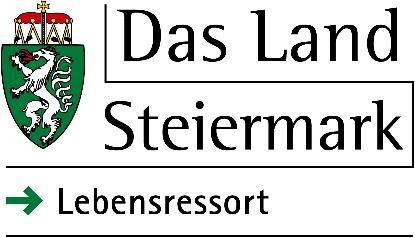 Das Land
Steiermark
→ Lebensressort